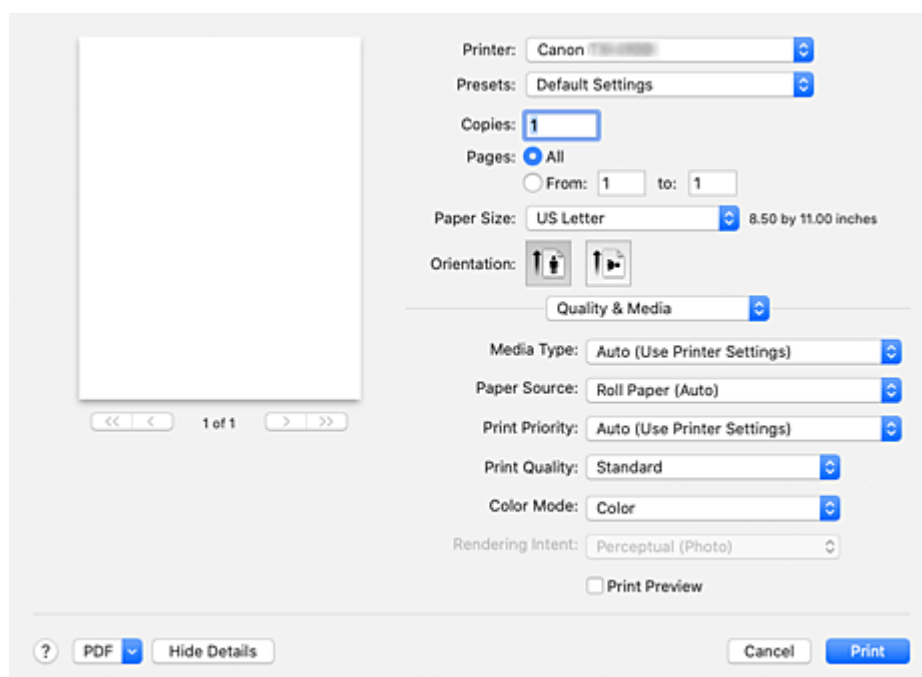 Printer: Canon
Presets: Default Settings
Copies: 1
Pages: All
From: 1 to: 1
Paper Size: US Letter 8.50 by 11.00 inches
Orientation:
Quality & Media
Media Type: Auto (Use Printer Settings)
Paper Source: Roll Paper (Auto)
<< < 1 of 1 > >>
Print Priority: Auto (Use Printer Settings)
Print Quality: Standard
Color Mode: Color
Rendering Intent: Perceptual (Photo)
Print Preview
? PDF Hide Details Cancel Print